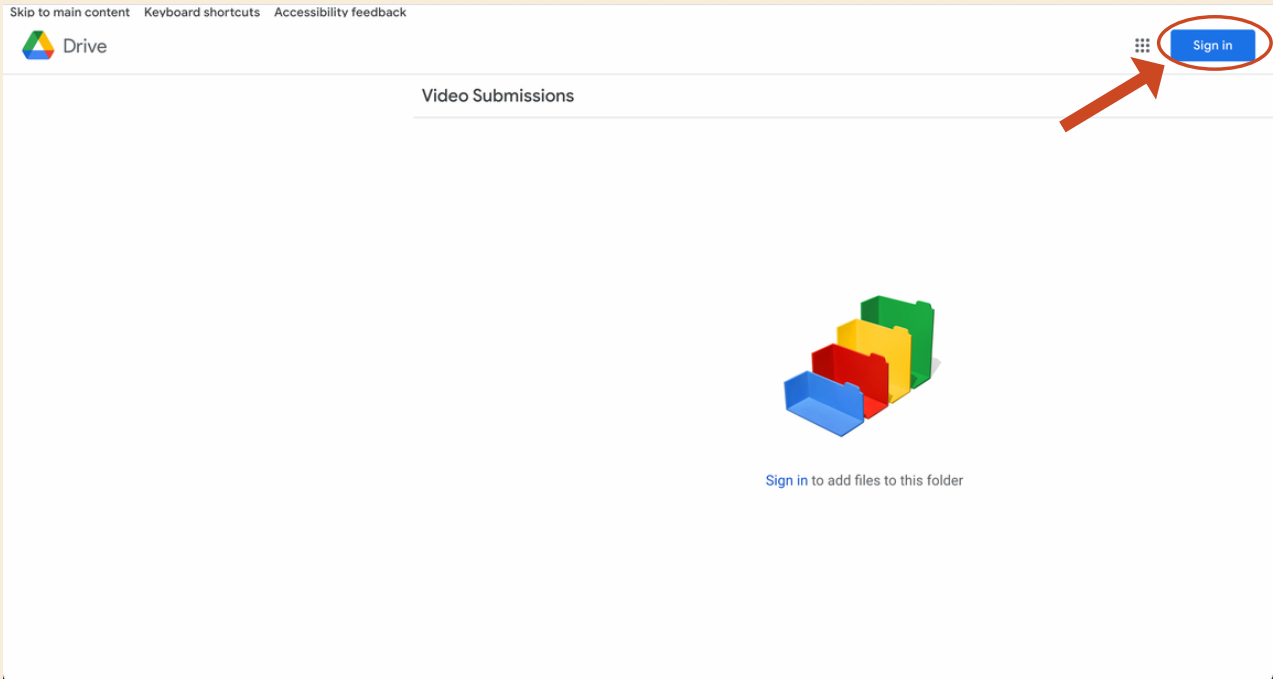 Skip to main content Keyboard shortcuts Accessibility feedback
Drive
Sign in
Video Submissions
Sign in to add files to this folder